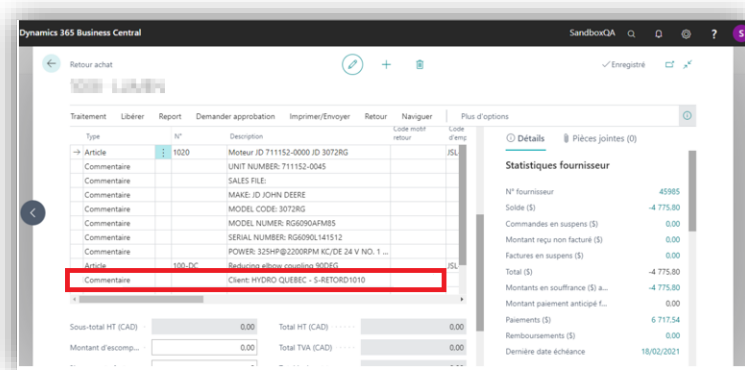 Dynamics 365 Business Central SandboxQA ? S
Retour achat Enregistré
Traitement Libérer Report Demander approbation Imprimer/Envoyer Retour Naviguer Plus d'options
Type N° Description Code motif retour Code d'emp
Article 1020 Moteur JD 711152-0000 JD 3072RG JSL
Commentaire UNIT NUMBER: 711152-0045
Commentaire SALES FILE:
Commentaire MAKE: JD JOHN DEERE
Commentaire MODEL CODE: 3072RG
Commentaire MODEL NUMER: RG6090AFM85
Commentaire SERIAL NUMBER: RG6090L141512
Commentaire POWER: 325HP@2200RPM KC/DE 24 V NO. 1 ...
Article 100-DC Reducing elbow coupling 90DEG JSL
Commentaire Client: HYDRO QUEBEC - S-RETORD1010
Sous-total HT (CAD) 0,00 Total HT (CAD) 0,00
Montant d'escomp... 0,00 Total TVA (CAD) 0,00
Détails Pièces jointes (0)
Statistiques fournisseur
N° fournisseur 45985
Solde ($) -4 775,80
Commandes en suspens ($) 0,00
Montant reçu non facturé ($) 0,00
Factures en suspens ($) 0,00
Total ($) -4 775,80
Montants en souffrance ($) a... -4 775,80
Montant paiement anticipé f... 0,00
Paiements ($) 6 717,54
Remboursements ($) 0,00
Dernière date échéance 18/02/2021